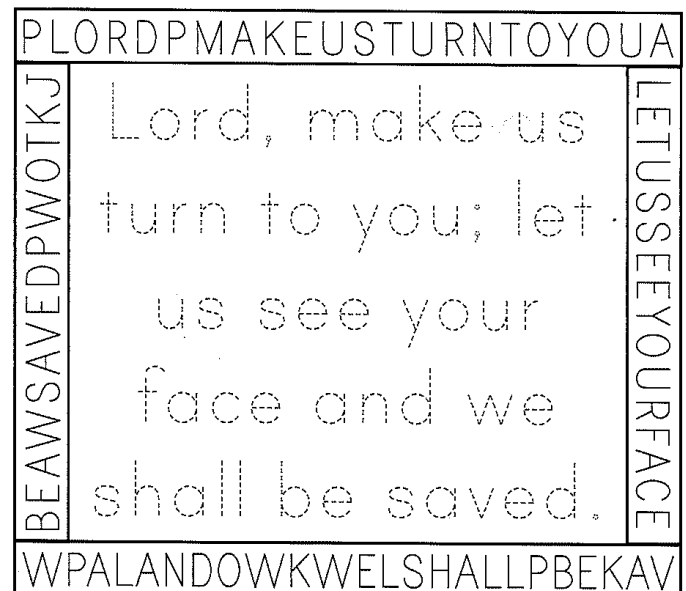 PLORDPMAKEUSTURNTOYOUA
Lord, make us
turn to you; let
us see your
face and we
shall be saved.
LETUSSEEYOURFACE
WPALANDOWKWELSHALLPBEKAV
BEAWSAVEDPWOTKJ